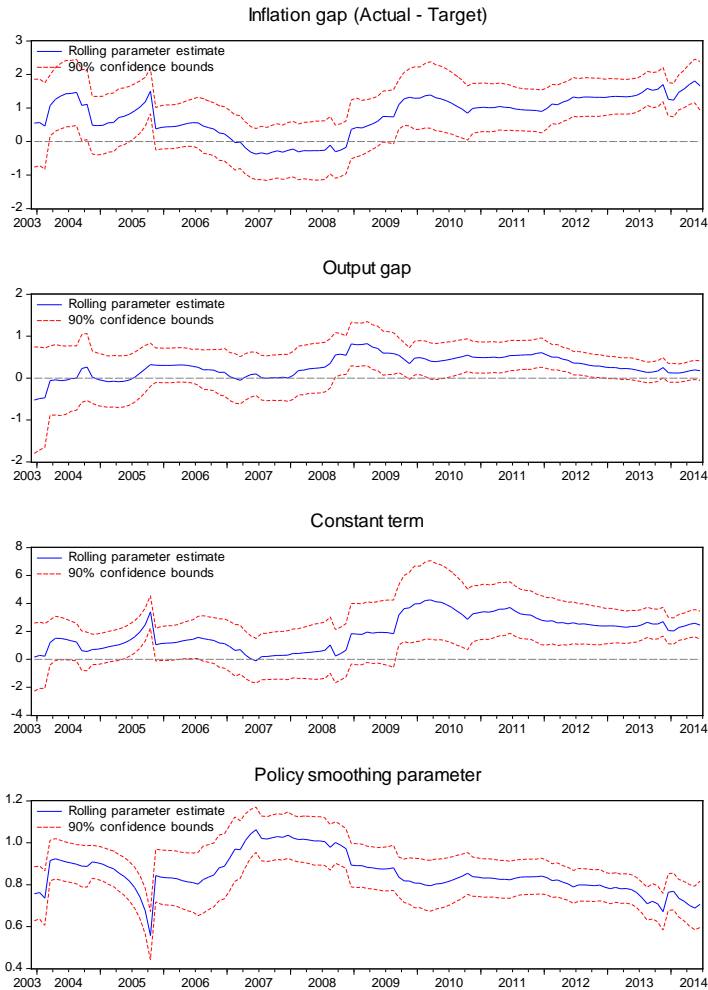 Inflation gap (Actual - Target)
3
2
1
0
-1
-2
Rolling parameter estimate
90% confidence bounds
2003 2004 2005 2006 2007 2008 2009 2010 2011 2012 2013 2014
Output gap
2
1
0
-1
-2
Rolling parameter estimate
90% confidence bounds
2003 2004 2005 2006 2007 2008 2009 2010 2011 2012 2013 2014
Constant term
8
6
4
2
0
-2
-4
Rolling parameter estimate
90% confidence bounds
2003 2004 2005 2006 2007 2008 2009 2010 2011 2012 2013 2014
Policy smoothing parameter
1.2
1.0
0.8
0.6
0.4
Rolling parameter estimate
90% confidence bounds
2003 2004 2005 2006 2007 2008 2009 2010 2011 2012 2013 2014